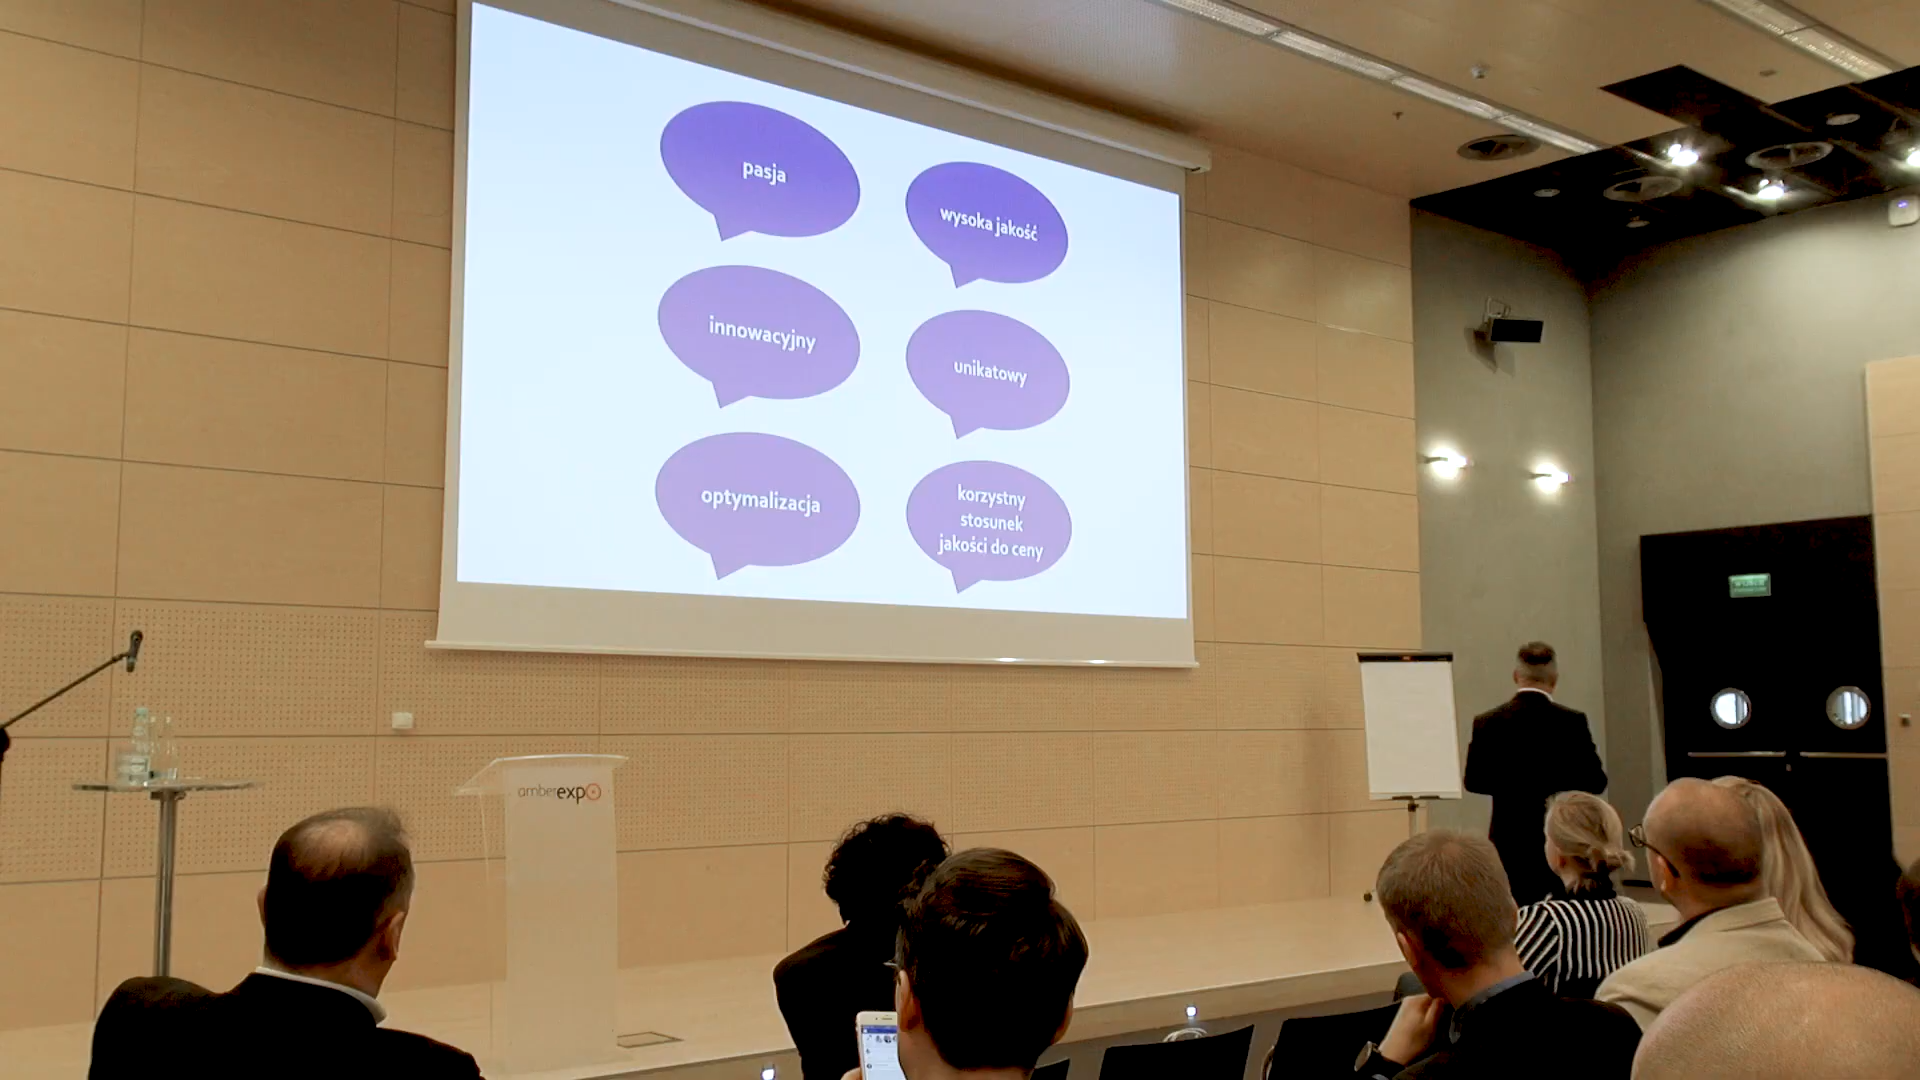 pasja
wysoka jakość
innowacyjny
unikatowy
optymalizacja
korzystny
stosunek
jakości do ceny
amberexpo